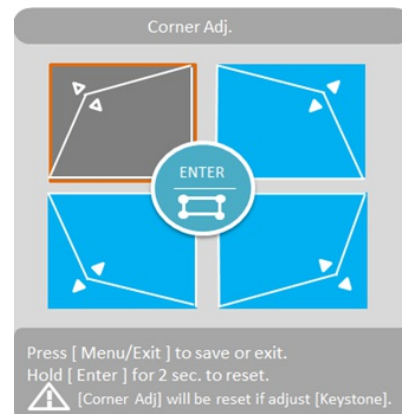 Corner Adj.
ENTER
Press [ Menu/Exit ] to save or exit.
Hold [ Enter ] for 2 sec. to reset.
[Corner Adj] will be reset if adjust [Keystone].